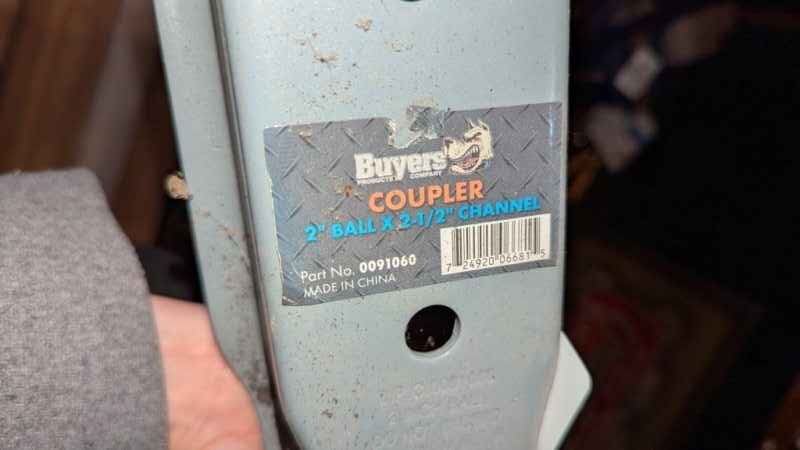 Buyers
PRODUCTS COMPANY
COUPLER
2" BALL X 2-1/2" CHANNEL
Part No. 0091060
MADE IN CHINA
7 24920 06681 5